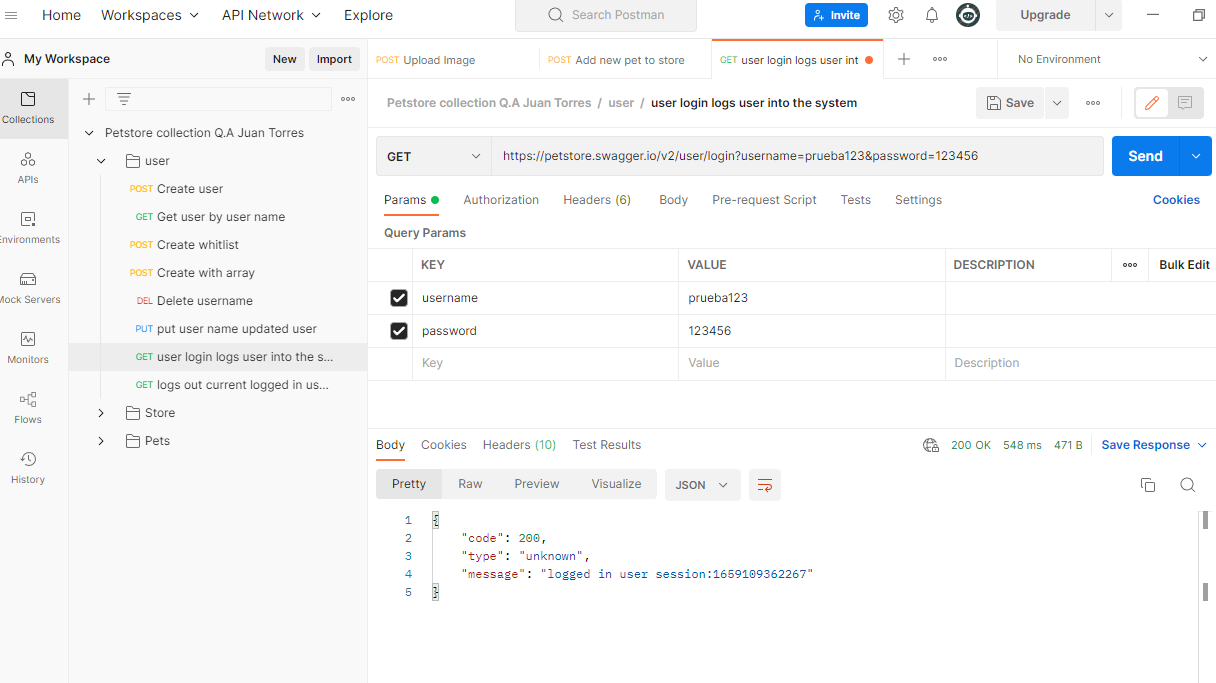 Home Workspaces API Network Explore Search Postman Invite Upgrade
My Workspace New Import
POST Upload Image POST Add new pet to store GET user login logs user int No Environment
Collections
APIs
Environments
Mock Servers
Monitors
Flows
History
Petstore collection Q.A Juan Torres
user
POST Create user
GET Get user by user name
POST Create whitlist
POST Create with array
DEL Delete username
PUT put user name updated user
GET user login logs user into the s...
GET logs out current logged in us...
Store
Pets
Petstore collection Q.A Juan Torres / user / user login logs user into the system Save
GET https://petstore.swagger.io/v2/user/login?username=prueba123&password=123456 Send
Params Authorization Headers (6) Body Pre-request Script Tests Settings Cookies
Query Params
KEY VALUE DESCRIPTION Bulk Edit
username prueba123
password 123456
Key Value Description
Body Cookies Headers (10) Test Results 200 OK 548 ms 471 B Save Response
Pretty Raw Preview Visualize JSON
1 {
2 "code": 200,
3 "type": "unknown",
4 "message": "logged in user session:1659109362267"
5 }